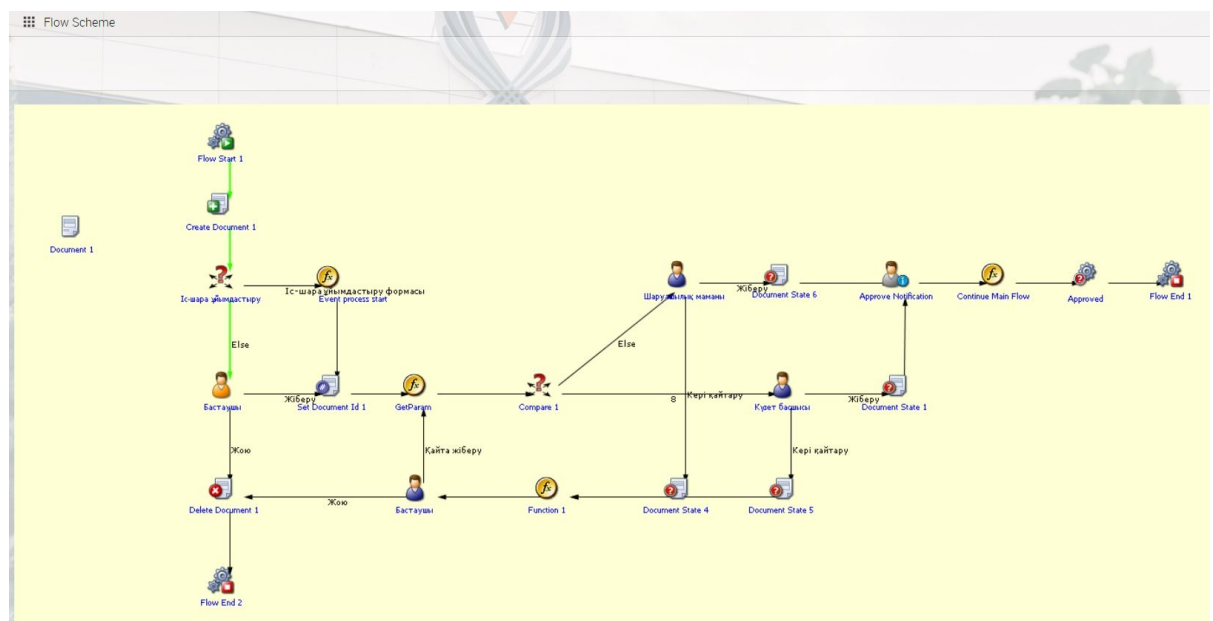 Flow Scheme
Flow Start 1
Create Document 1
Document 1
Іс-шара ұйымдастыру
Іс-шара ұйымдастыру формасы
Event process start
Шаруашылық маманы
Жіберу
Document State 6
Approve Notification
Continue Main Flow
Approved
Flow End 1
Else
Else
Бастаушы
Жіберу
Set Document Id 1
GetParam
Compare 1
8
Кері қайтару
Күзет басшысы
Жіберу
Document State 1
Жою
Қайта жіберу
Кері қайтару
Delete Document 1
Жою
Бастаушы
Function 1
Document State 4
Document State 5
Flow End 2